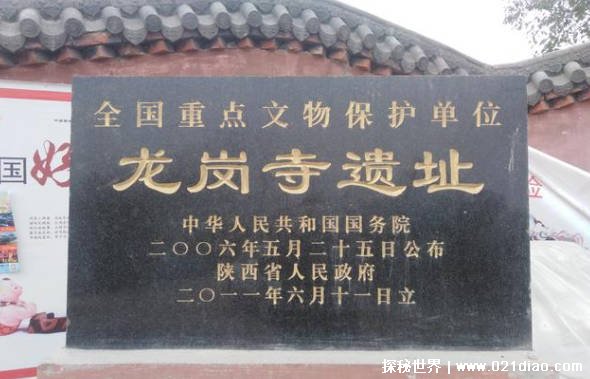 全国重点文物保护单位
龙岗寺遗址
中华人民共和国国务院
二〇〇六年五月二十五日公布
陕西省人民政府
二〇一一年六月十一日立
国好
险
探秘世界 | www.021diao.com